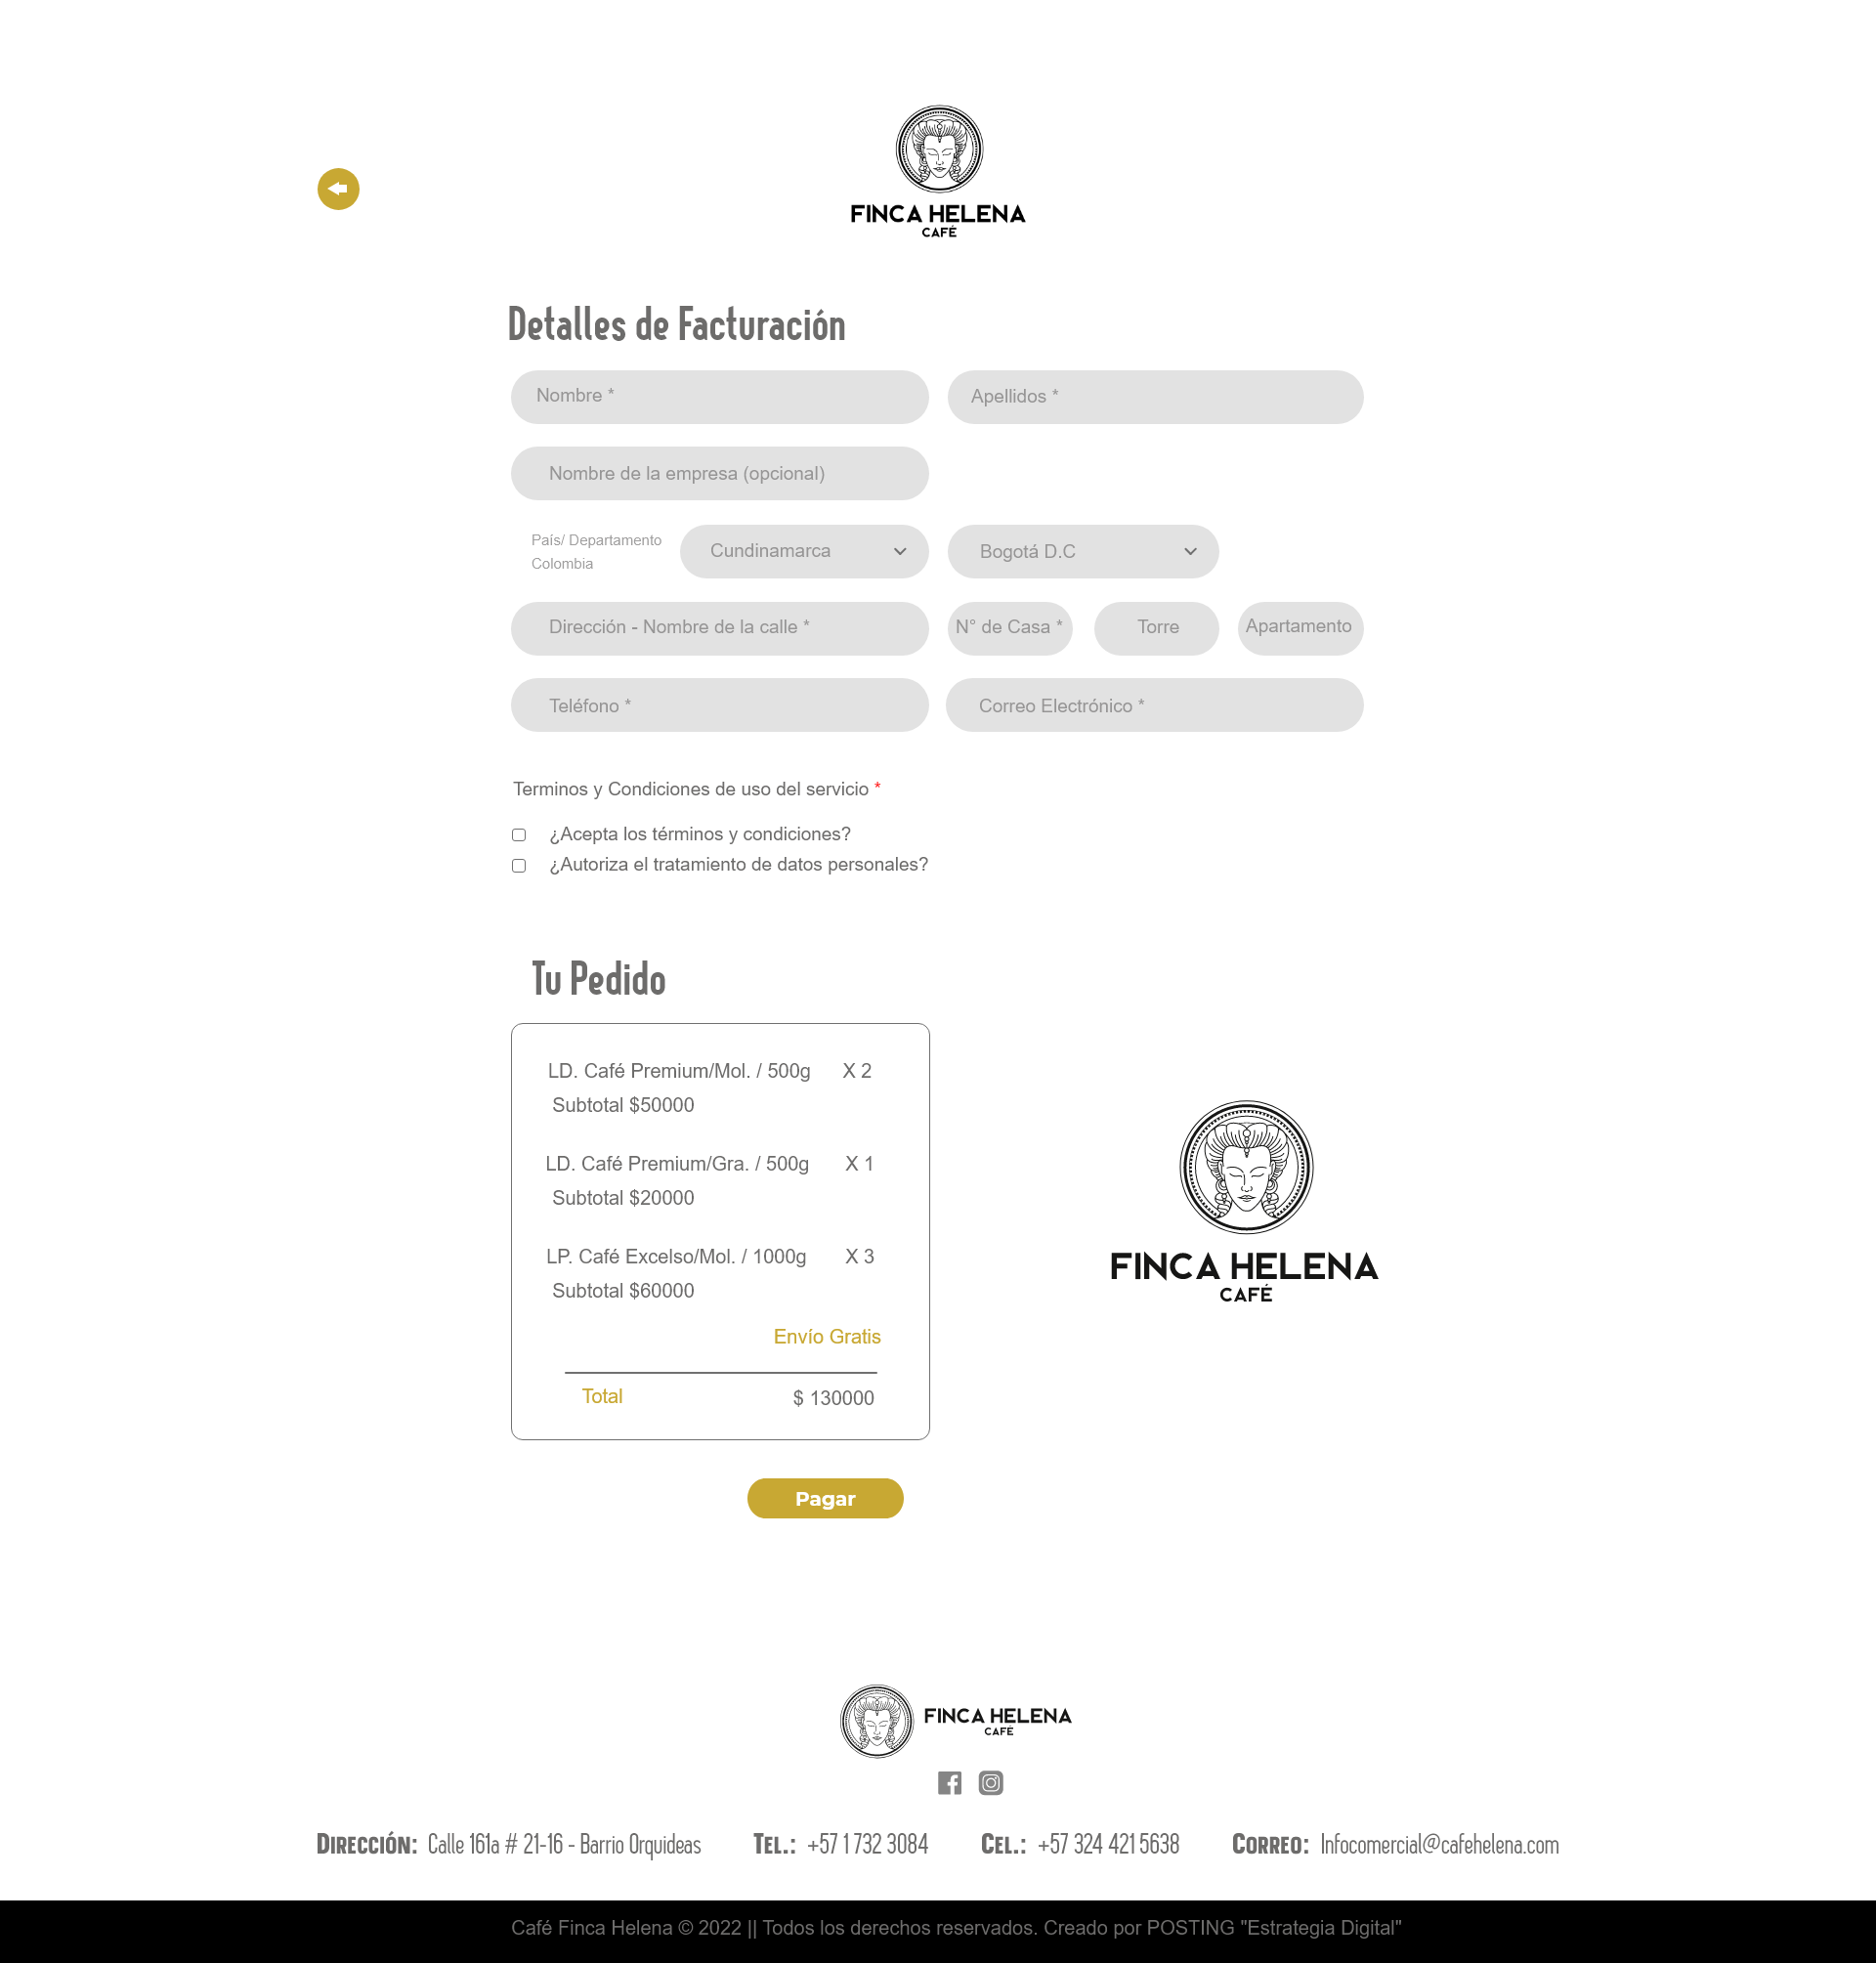 FINCA HELENA
CAFÉ
Detalles de Facturación
Nombre *
Apellidos *
Nombre de la empresa (opcional)
País/ Departamento
Colombia
Cundinamarca
Bogotá D.C
Dirección - Nombre de la calle *
N° de Casa *
Torre
Apartamento
Teléfono *
Correo Electrónico *
Terminos y Condiciones de uso del servicio *
¿Acepta los términos y condiciones?
¿Autoriza el tratamiento de datos personales?
Tu Pedido
LD. Café Premium/Mol. / 500g X 2
Subtotal $50000
LD. Café Premium/Gra. / 500g X 1
Subtotal $20000
LP. Café Excelso/Mol. / 1000g X 3
Subtotal $60000
Envío Gratis
Total $ 130000
FINCA HELENA
CAFÉ
Pagar
FINCA HELENA
CAFÉ
DIRECCIÓN: Calle 161a # 21-16 - Barrio Orquideas TEL.: +57 1 732 3084 CEL.: +57 324 421 5638 CORREO: Infocomercial@cafehelena.com
Café Finca Helena © 2022 || Todos los derechos reservados. Creado por POSTING "Estrategia Digital"